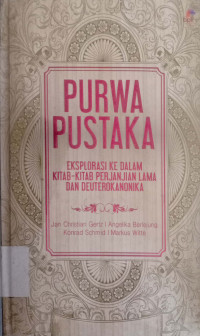 PURWA
PUSTAKA
EKSPLORASI KE DALAM
KITAB-KITAB PERJANJIAN LAMA
DAN DEUTEROKANONIKA
Jan Christian Gertz | Angelika Berlejung
Konrad Schmid | Markus Witte